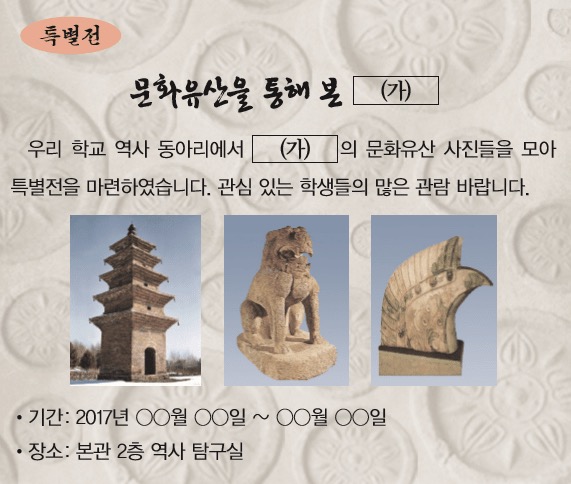 특별전
문화유산을 통해 본 (가)
우리 학교 역사 동아리에서 (가)의 문화유산 사진들을 모아
특별전을 마련하였습니다. 관심 있는 학생들의 많은 관람 바랍니다.
• 기간: 2017년 ○○월 ○○일 ~ ○○월 ○○일
• 장소: 본관 2층 역사 탐구실